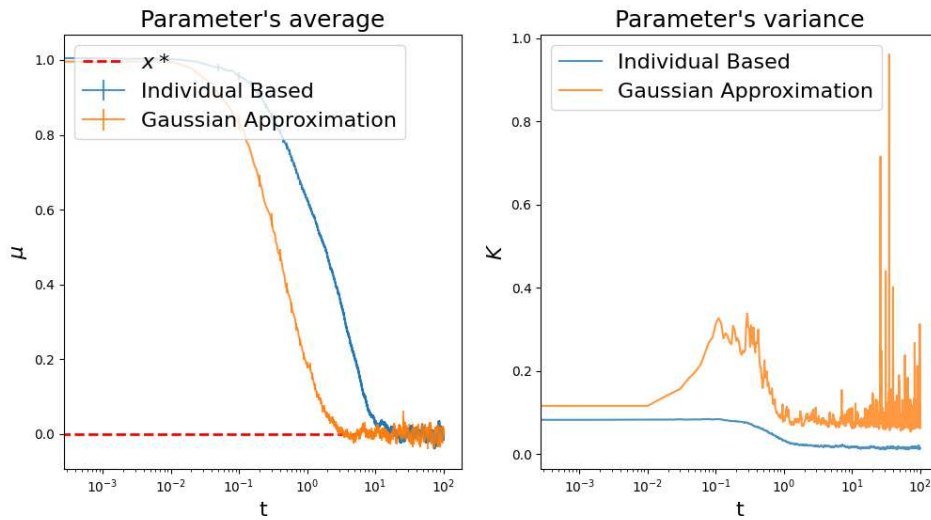 Parameter's average
x *
Individual Based
Gaussian Approximation
μ
1.0
0.8
0.6
0.4
0.2
0.0
10⁻³
10⁻²
10⁻¹
10⁰
10¹
10²
t
Parameter's variance
Individual Based
Gaussian Approximation
K
1.0
0.8
0.6
0.4
0.2
0.0
10⁻³
10⁻²
10⁻¹
10⁰
10¹
10²
t